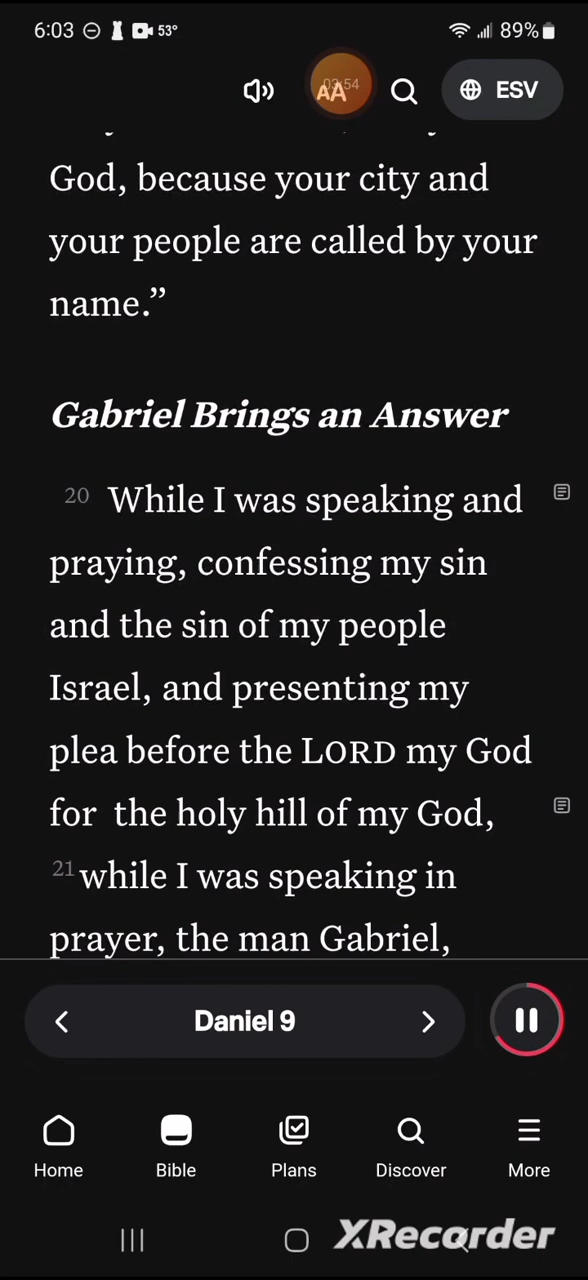 6:03 53° 89%
03:54
AA ESV
God, because your city and
your people are called by your
name.”
Gabriel Brings an Answer
20 While I was speaking and
praying, confessing my sin
and the sin of my people
Israel, and presenting my
plea before the LORD my God
for the holy hill of my God,
21 while I was speaking in
prayer, the man Gabriel,
Daniel 9
Home Bible Plans Discover More
XRecorder